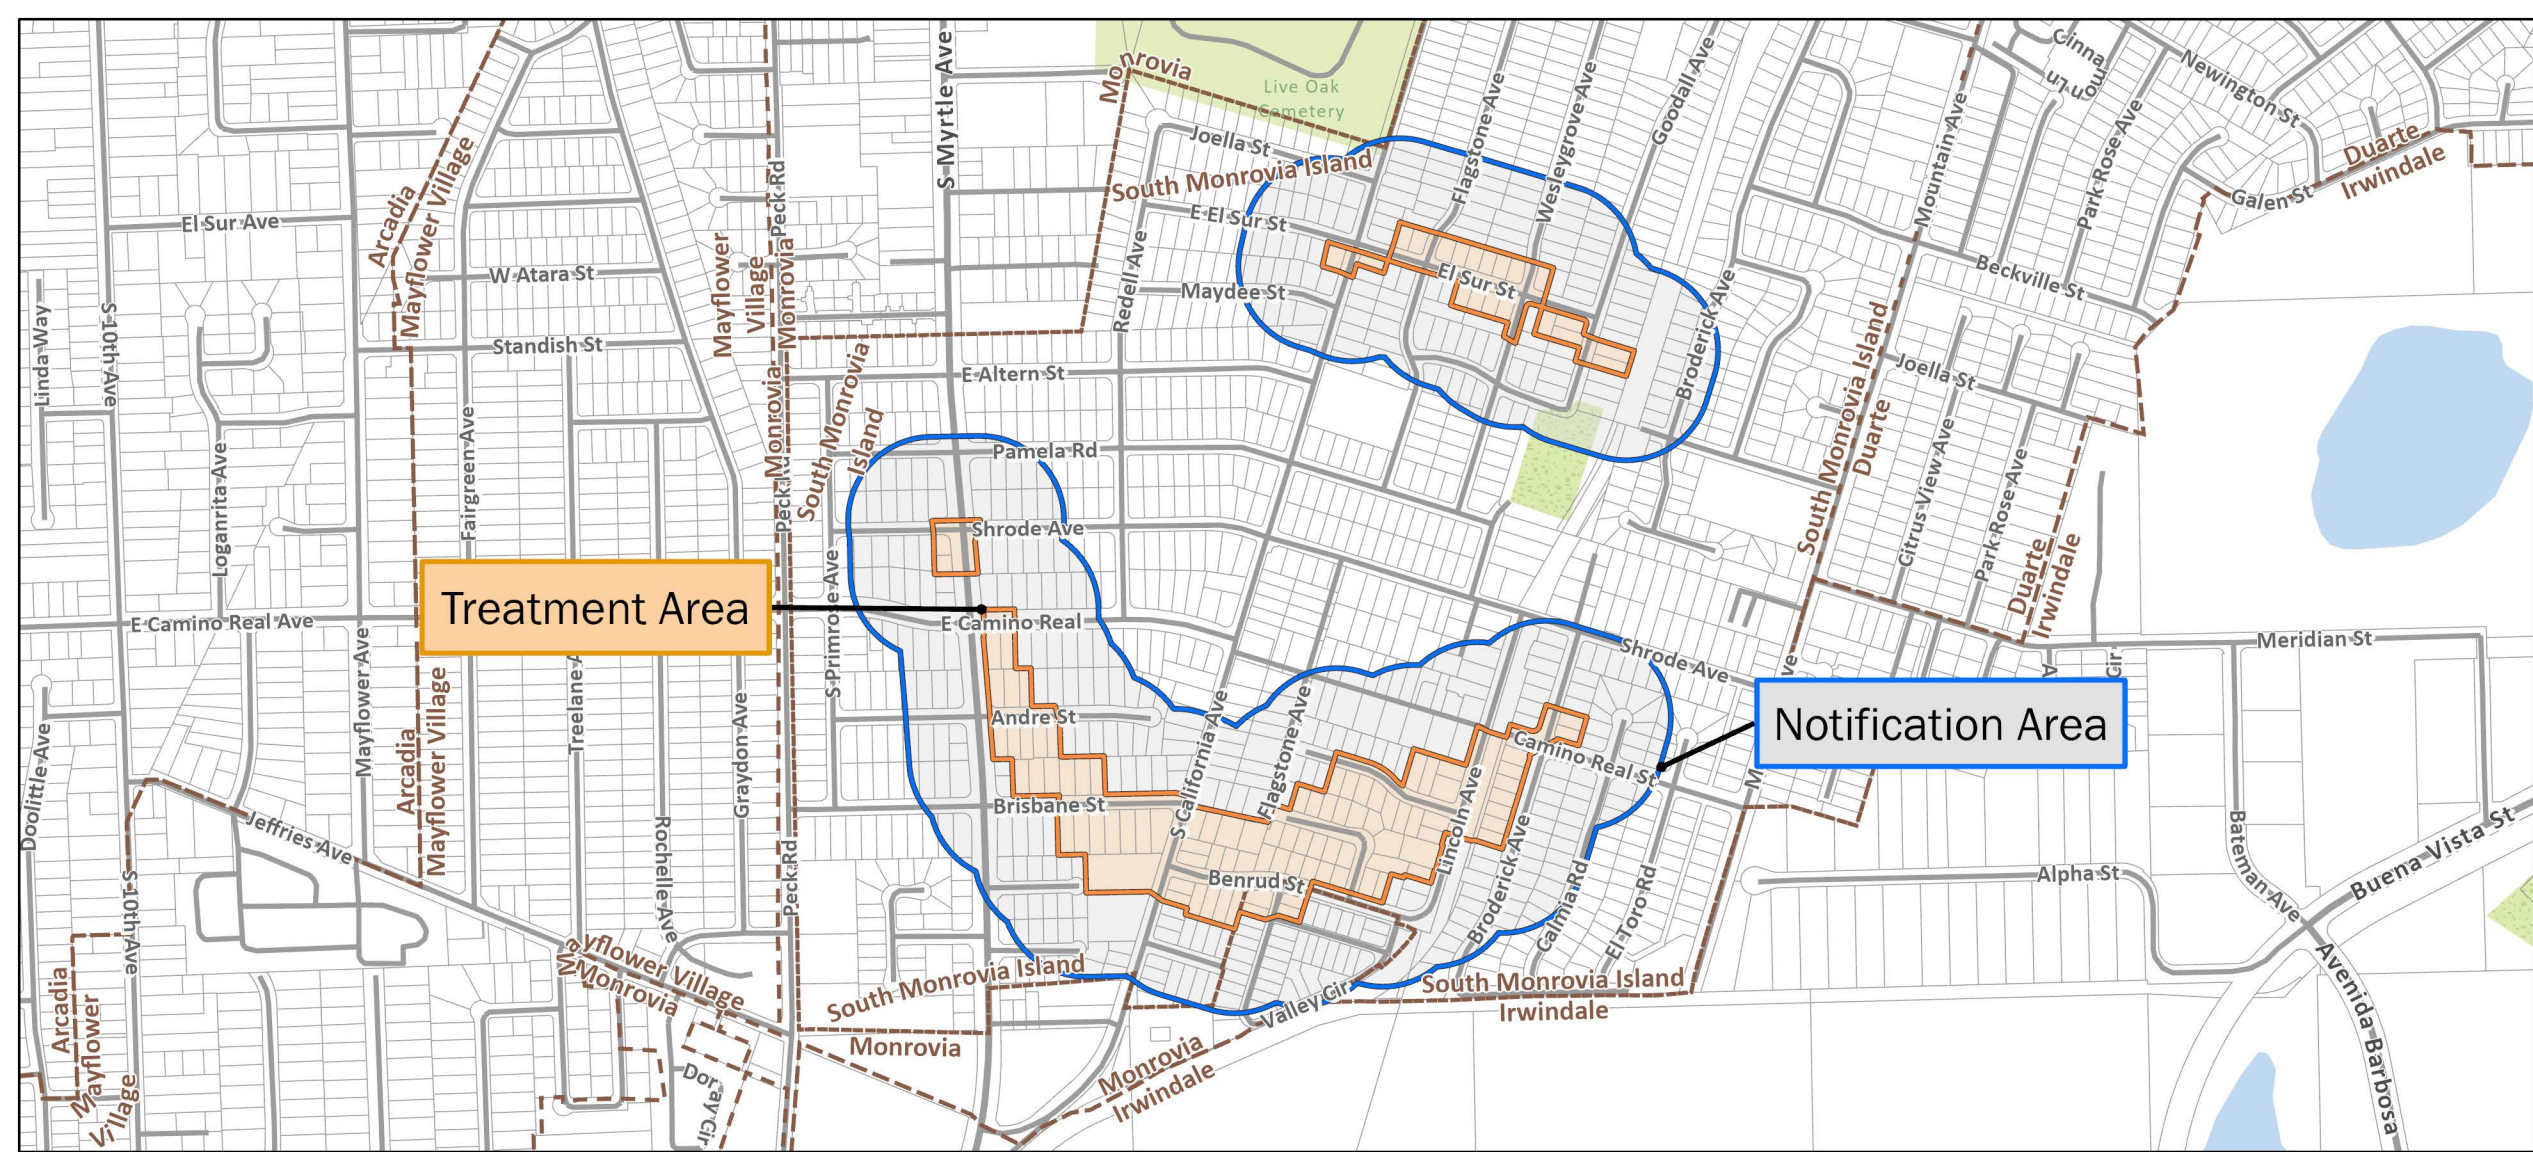 Monrovia
Live Oak
Cemetery
S Myrtle Ave
Joella St
South Monrovia Island
Flagstone Ave
Wesleygrove Ave
Goodall Ave
Mountain Ave
Cinna
mon Ln
Newington St
Park Rose Ave
Duarte
Irwindale
Galen St
Peck Rd
Arcadia
Mayflower Village
El Sur Ave
E El Sur St
W Atara St
Mayflower
Village
Monrovia
Redell Ave
Maydee St
El Sur St
Broderick Ave
Beckville St
Linda Way
S 10th Ave
Standish St
E Altern St
South Monrovia
Island
Monrovia
South Monrovia Island
Duarte
Joella St
Fairgreen Ave
Loganrita Ave
Pamela Rd
Peck Rd
Shrode Ave
Citrus View Ave
Park Rose Ave
Duarte
Irwindale
S Primrose Ave
Treatment Area
E Camino Real Ave
E Camino Real
Mayflower Ave
Shrode Ave
Meridian St
Cir
Notification Area
Arcadia
Mayflower Village
Treelane
Graydon Ave
Andre St
S California Ave
Flagstone Ave
Camino Real St
Doolittle Ave
Jeffries Ave
Brisbane St
Lincoln Ave
Broderick Ave
Bateman Ave
Buena Vista St
S 10th Ave
Rochelle Ave
Peck Rd
Benrud St
Calmia Rd
El Toro Rd
Alpha St
Mayflower Village
Monrovia
South Monrovia Island
Valley Cir
South Monrovia Island
Irwindale
Avenida Barbosa
Arcadia
Mayflower
Village
Monrovia
Monrovia
Irwindale
Dor
ay Cir